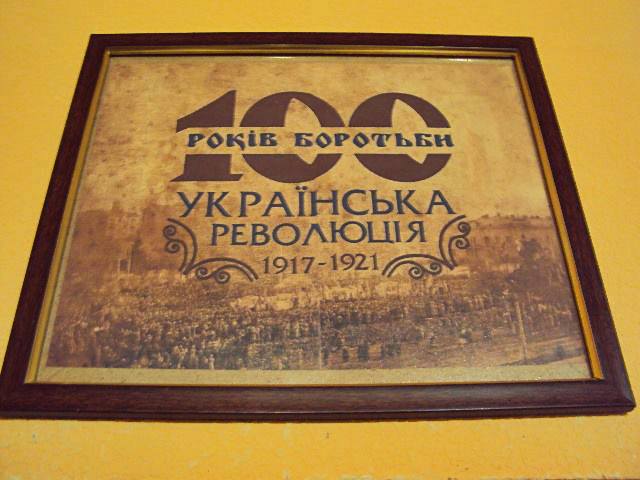 100
РОКІВ БОРОТЬБИ
УКРАЇНСЬКА
РЕВОЛЮЦІЯ
1917-1921